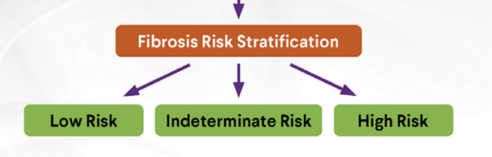 Fibrosis Risk Stratification
Low Risk
Indeterminate Risk
High Risk